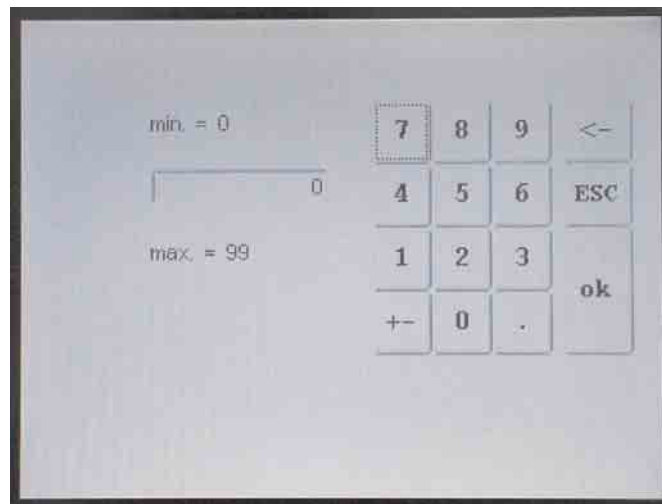 min. = 0
0
max. = 99
7 8 9 <-
4 5 6 ESC
1 2 3
ok
+- 0 .